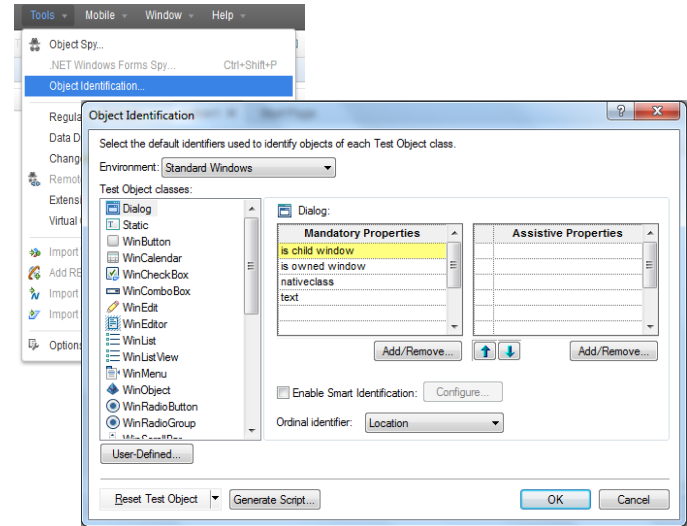 Tools Mobile Window Help
Object Spy...
.NET Windows Forms Spy... Ctrl+Shift+P
Object Identification...
Regula
Data D
Chang
Remot
Extensi
Virtual
Import
Add RE
Import
Import
Option
Object Identification
Select the default identifiers used to identify objects of each Test Object class.
Environment: Standard Windows
Test Object classes:
Dialog
Static
WinButton
WinCalendar
WinCheckBox
WinComboBox
WinEdit
WinEditor
WinList
WinListView
WinMenu
WinObject
WinRadioButton
WinRadioGroup
Dialog:
Mandatory Properties
is child window
is owned window
nativeclass
text
Assistive Properties
Add/Remove... Add/Remove...
Enable Smart Identification: Configure...
Ordinal identifier: Location
User-Defined...
Reset Test Object Generate Script... OK Cancel